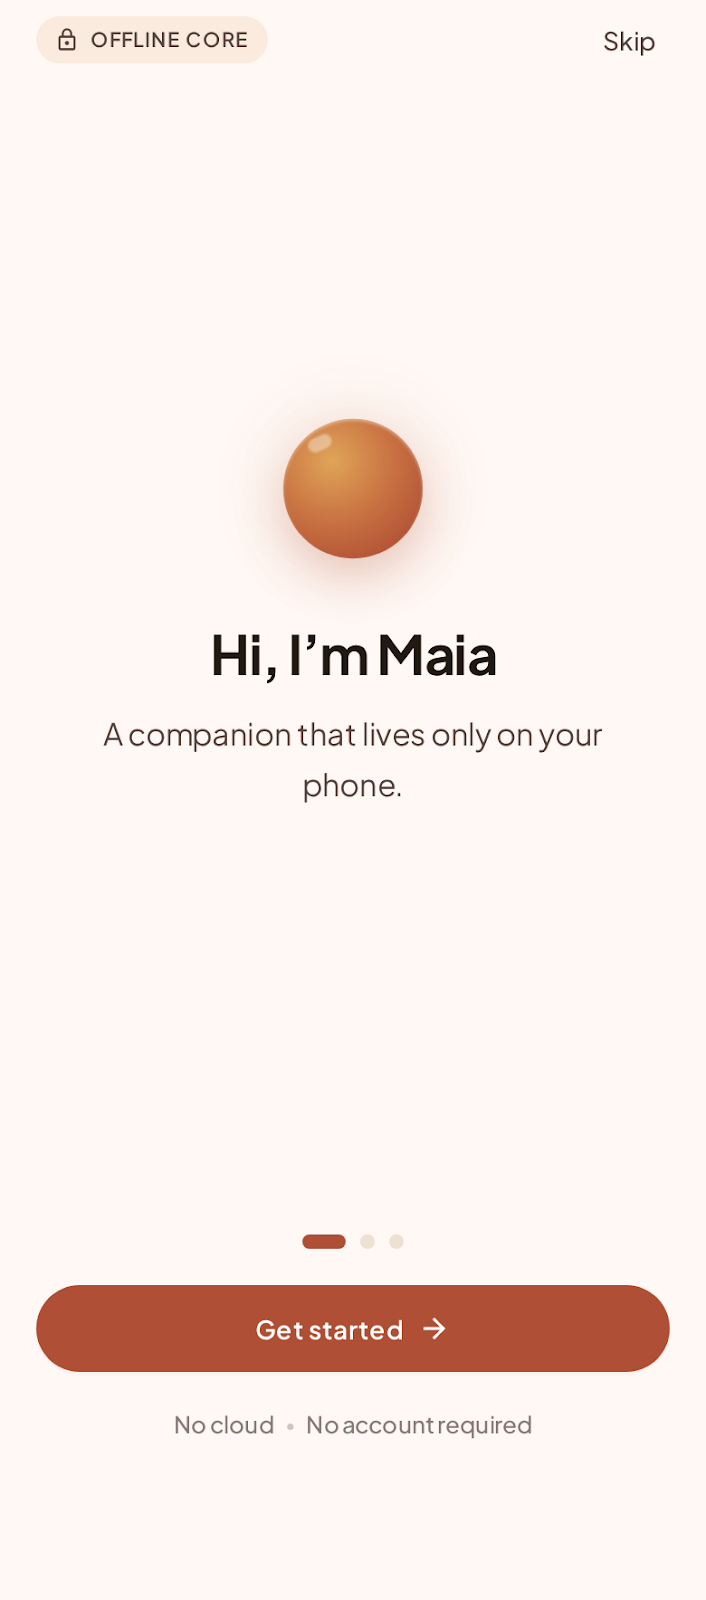 OFFLINE CORE
Skip
Hi, I’m Maia
A companion that lives only on your
phone.
Get started
No cloud • No account required